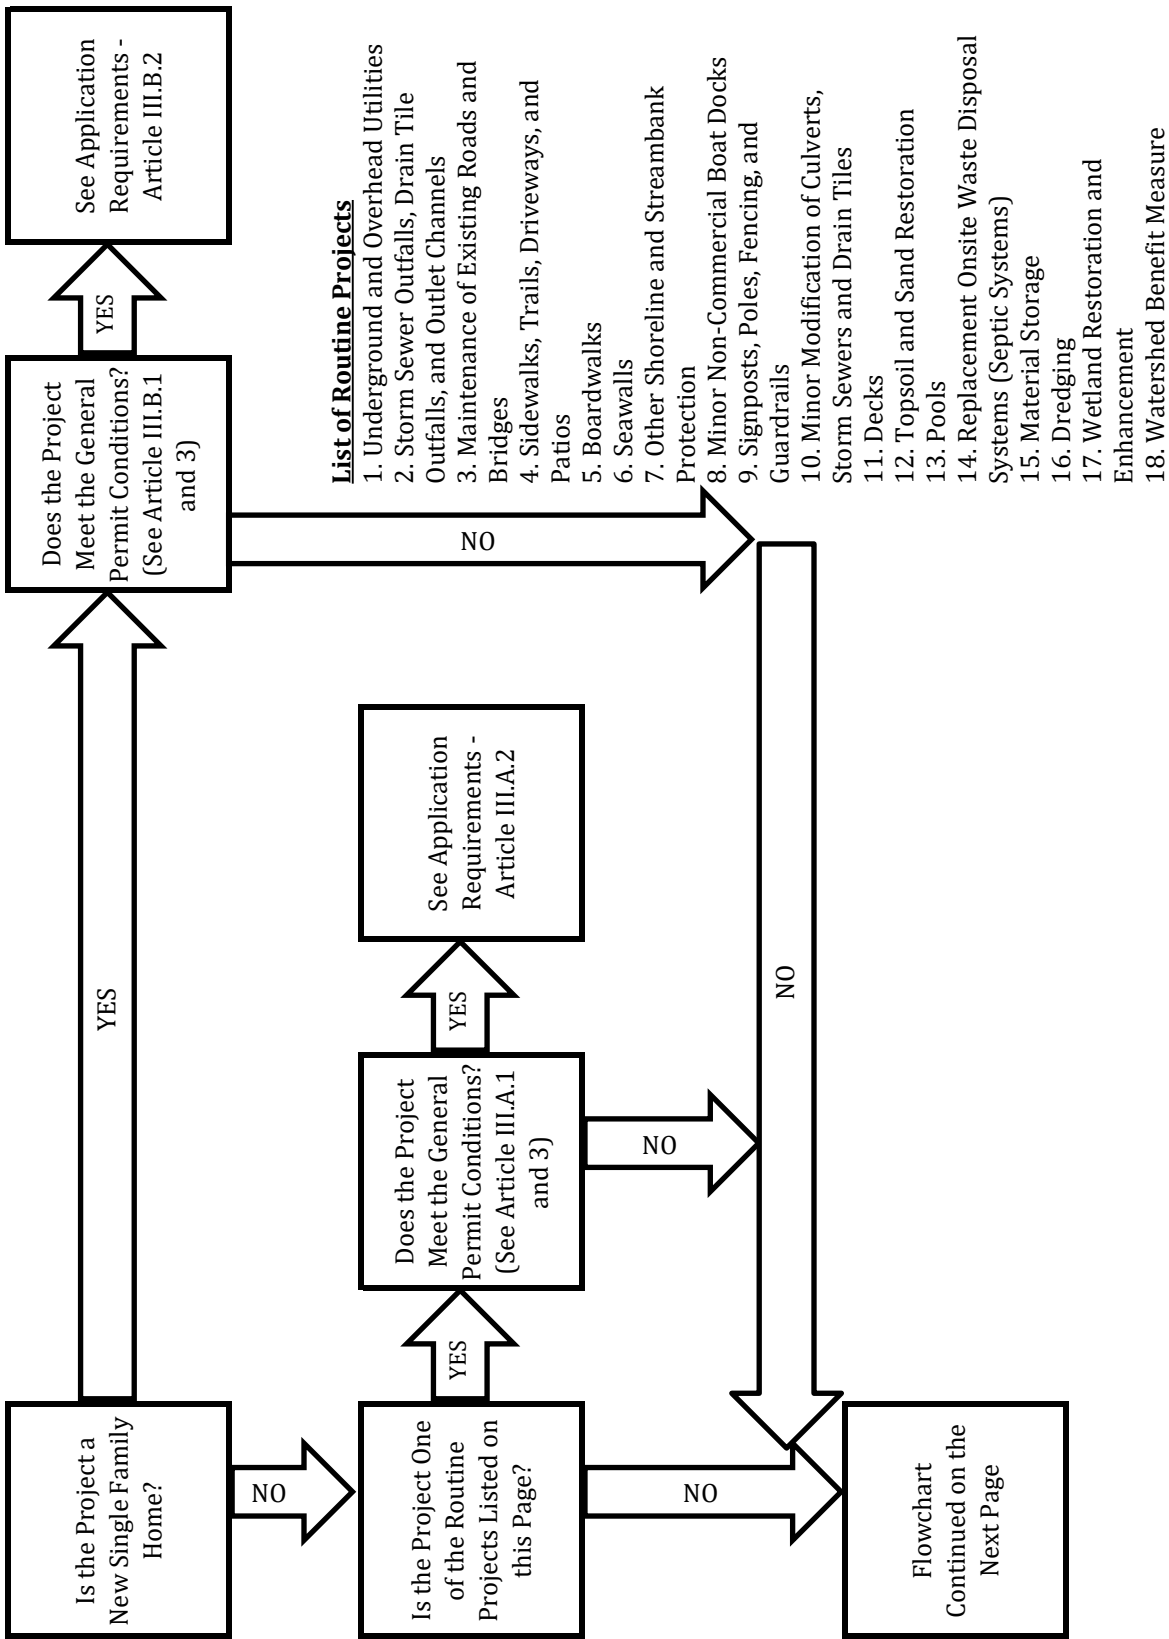 Is the Project a
New Single Family
Home?
YES
Does the Project
Meet the General
Permit Conditions?
(See Article III.B.1
and 3)
YES
See Application
Requirements -
Article III.B.2
NO
NO
Is the Project One
of the Routine
Projects Listed on
this Page?
YES
Does the Project
Meet the General
Permit Conditions?
(See Article III.A.1
and 3)
YES
See Application
Requirements -
Article III.A.2
NO
NO
NO
Flowchart
Continued on the
Next Page
List of Routine Projects
1. Underground and Overhead Utilities
2. Storm Sewer Outfalls, Drain Tile
Outfalls, and Outlet Channels
3. Maintenance of Existing Roads and
Bridges
4. Sidewalks, Trails, Driveways, and
Patios
5. Boardwalks
6. Seawalls
7. Other Shoreline and Streambank
Protection
8. Minor Non-Commercial Boat Docks
9. Signposts, Poles, Fencing, and
Guardrails
10. Minor Modification of Culverts,
Storm Sewers and Drain Tiles
11. Decks
12. Topsoil and Sand Restoration
13. Pools
14. Replacement Onsite Waste Disposal
Systems (Septic Systems)
15. Material Storage
16. Dredging
17. Wetland Restoration and
Enhancement
18. Watershed Benefit Measure